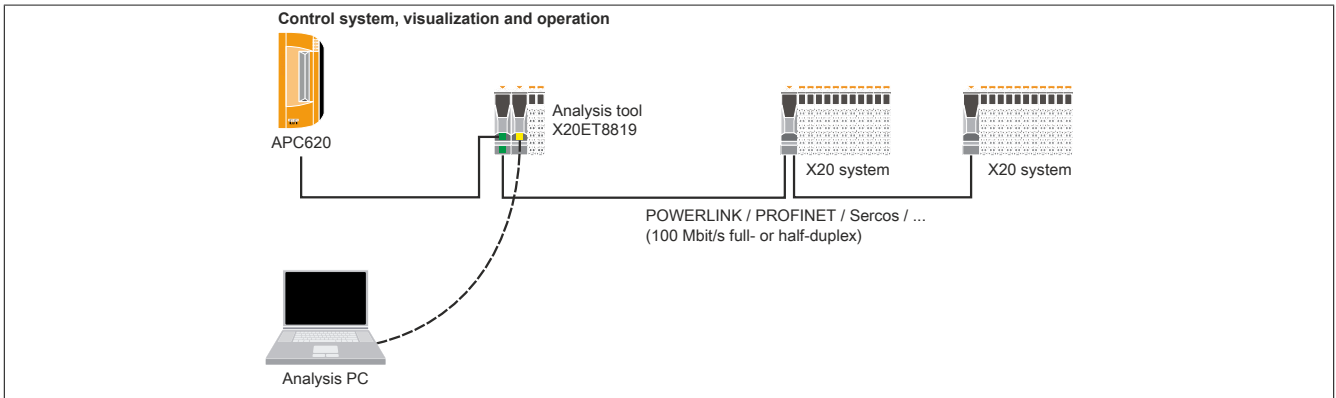 Control system, visualization and operation
Analysis tool
X20ET8819
APC620
X20 system
X20 system
POWERLINK / PROFINET / Sercos / ...
(100 Mbit/s full- or half-duplex)
Analysis PC